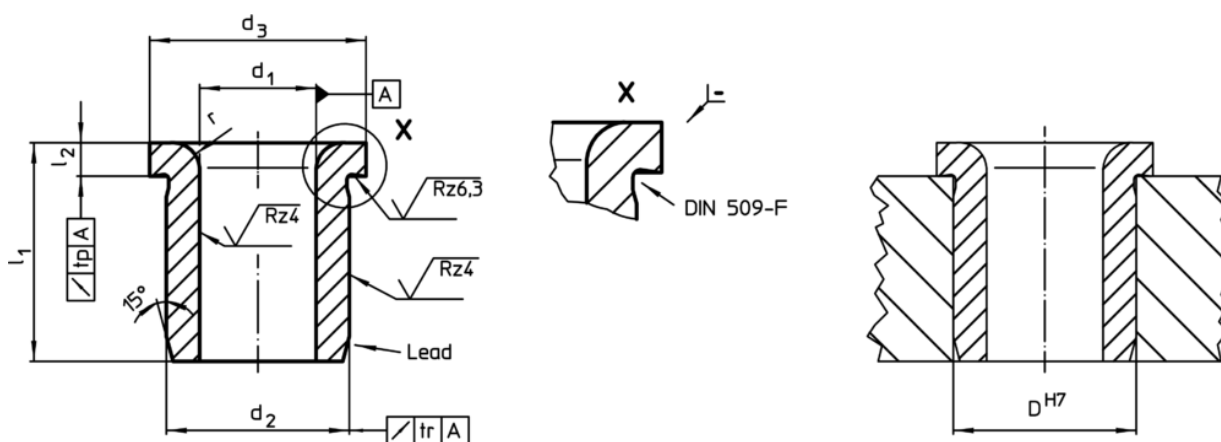 d3
d1
A
r
X
l2
Rz6,3
Rz4
tp A
l1
Rz4
15°
Lead
d2
tr A
X
DIN 509-F
D H7